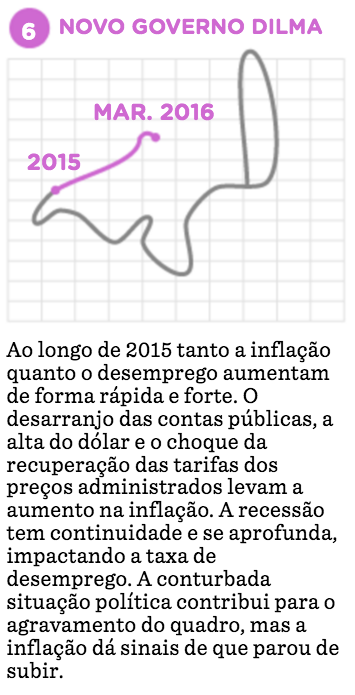 6 NOVO GOVERNO DILMA
MAR. 2016
2015
Ao longo de 2015 tanto a inflação
quanto o desemprego aumentam
de forma rápida e forte. O
desarranjo das contas públicas, a
alta do dólar e o choque da
recuperação das tarifas dos
preços administrados levam a
aumento na inflação. A recessão
tem continuidade e se aprofunda,
impactando a taxa de
desemprego. A conturbada
situação política contribui para o
agravamento do quadro, mas a
inflação dá sinais de que parou de
subir.